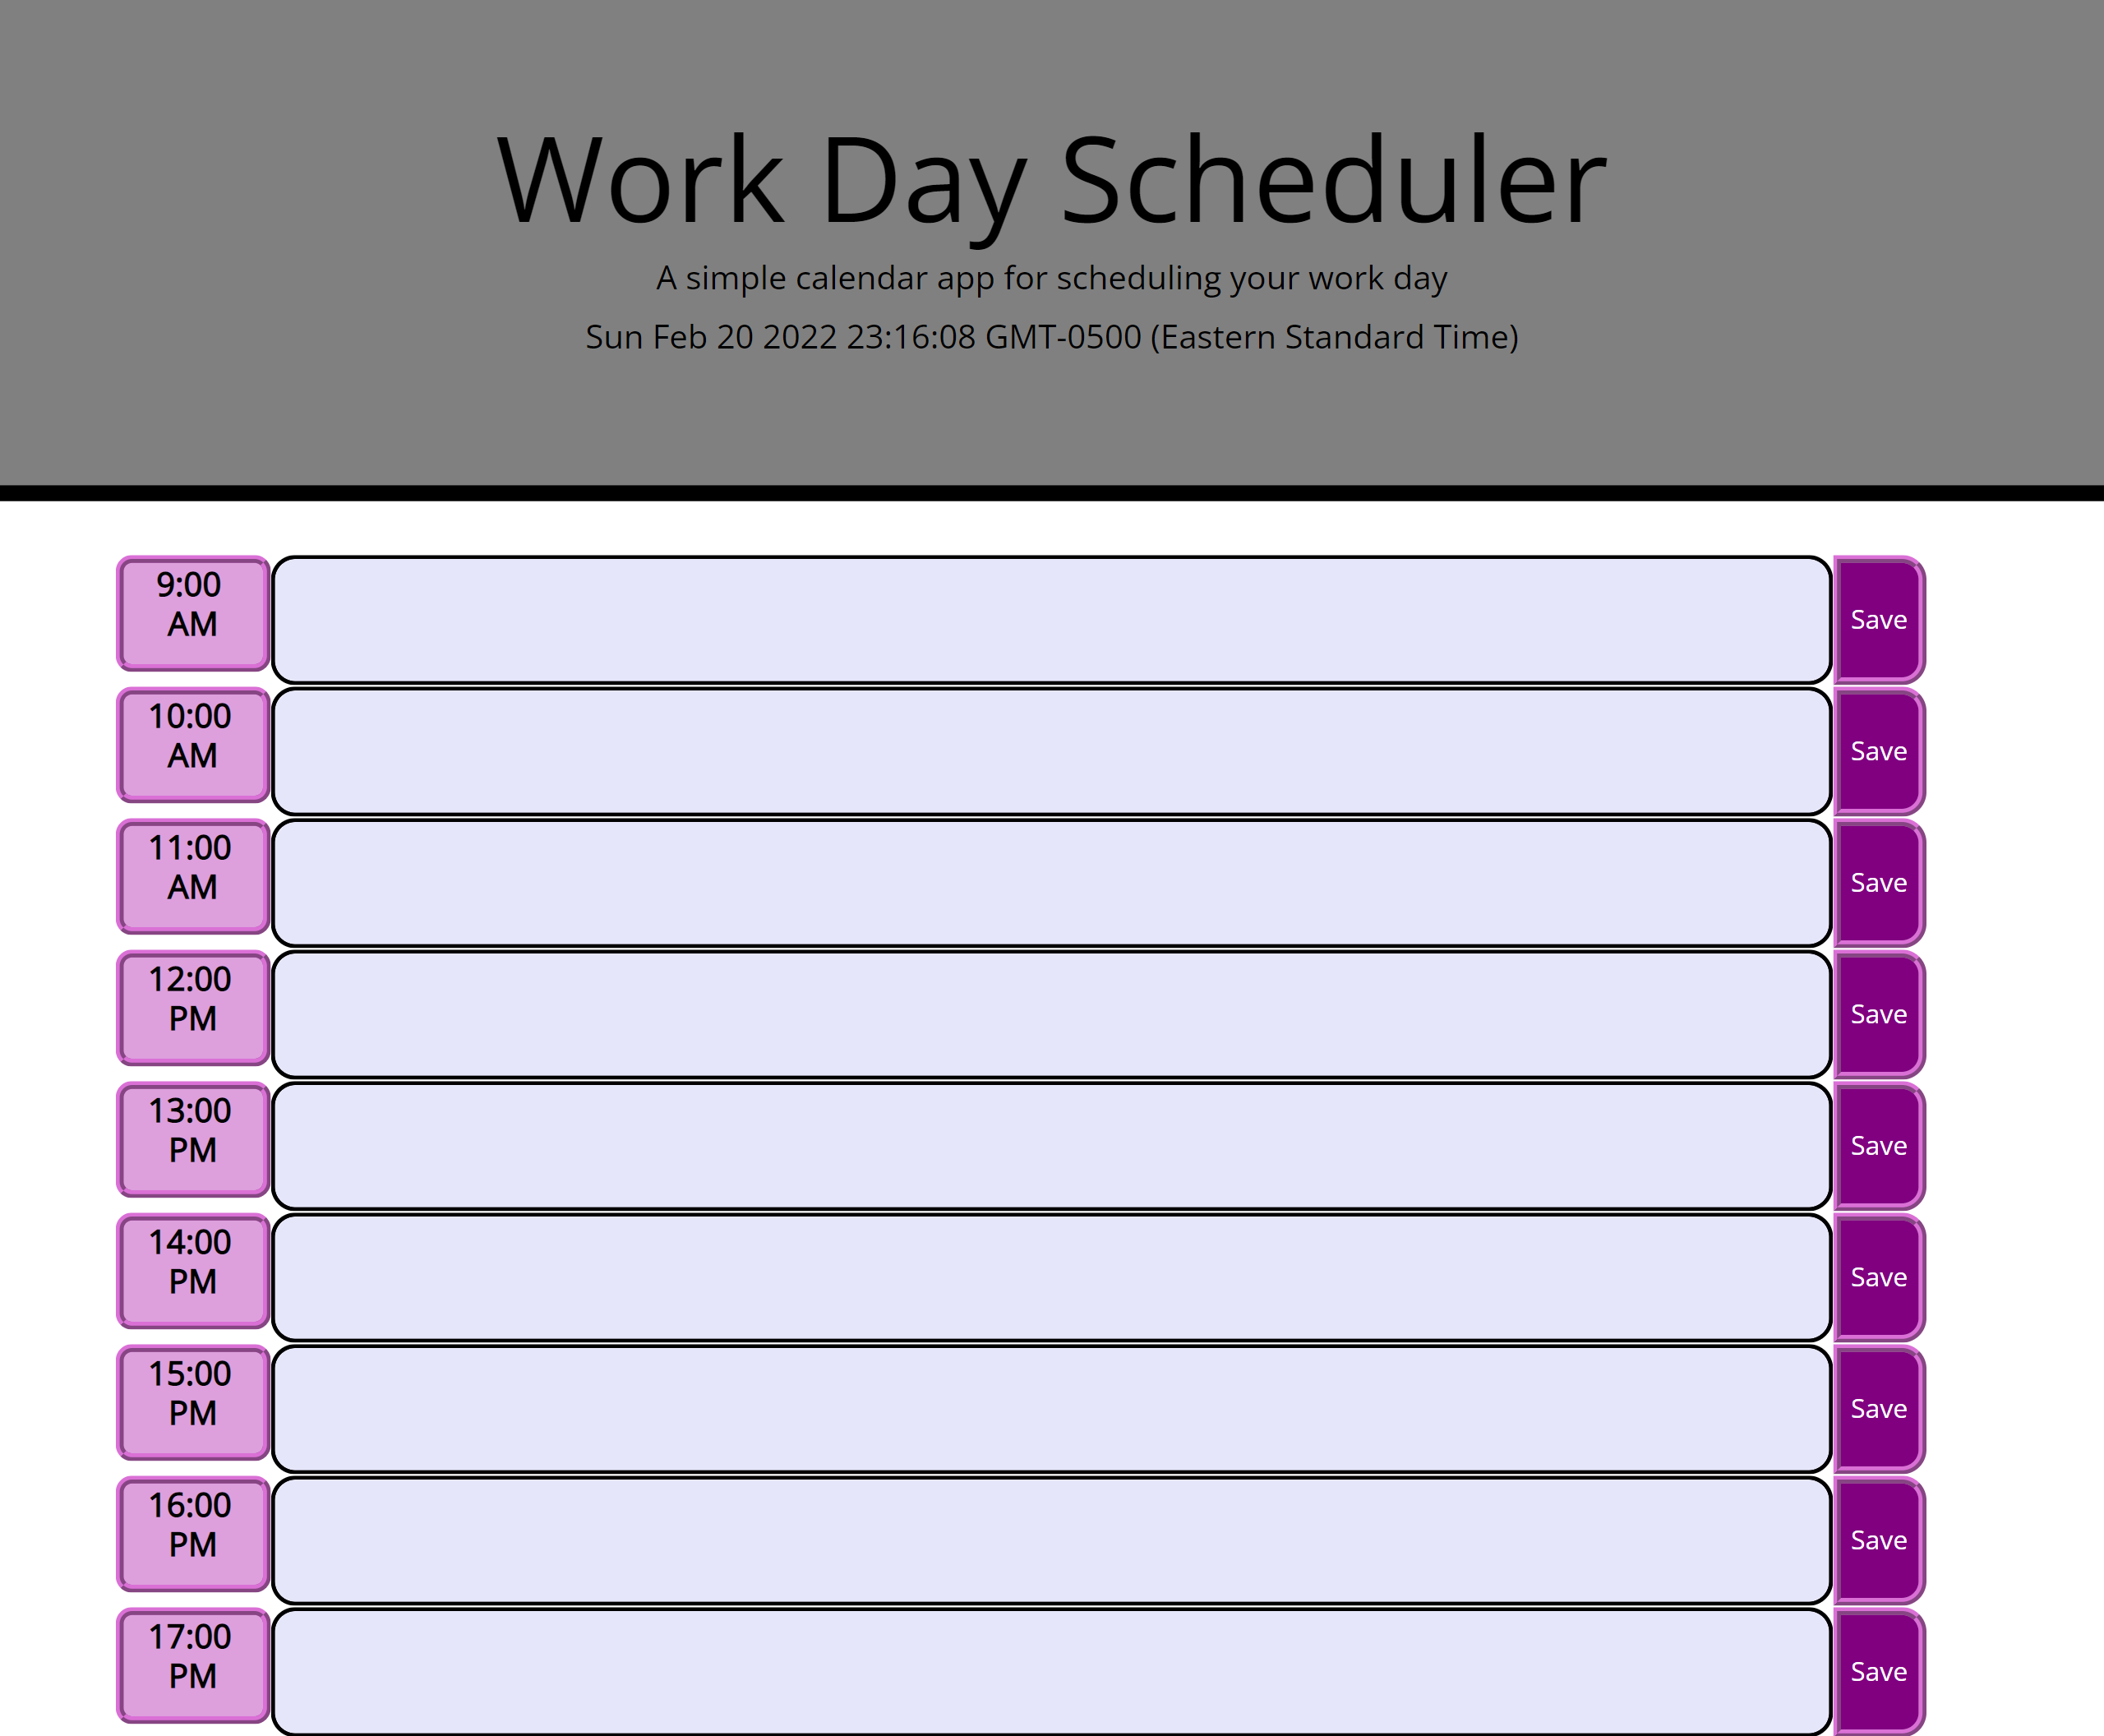 Work Day Scheduler
A simple calendar app for scheduling your work day
Sun Feb 20 2022 23:16:08 GMT-0500 (Eastern Standard Time)
9:00
AM
Save
10:00
AM
Save
11:00
AM
Save
12:00
PM
Save
13:00
PM
Save
14:00
PM
Save
15:00
PM
Save
16:00
PM
Save
17:00
PM
Save